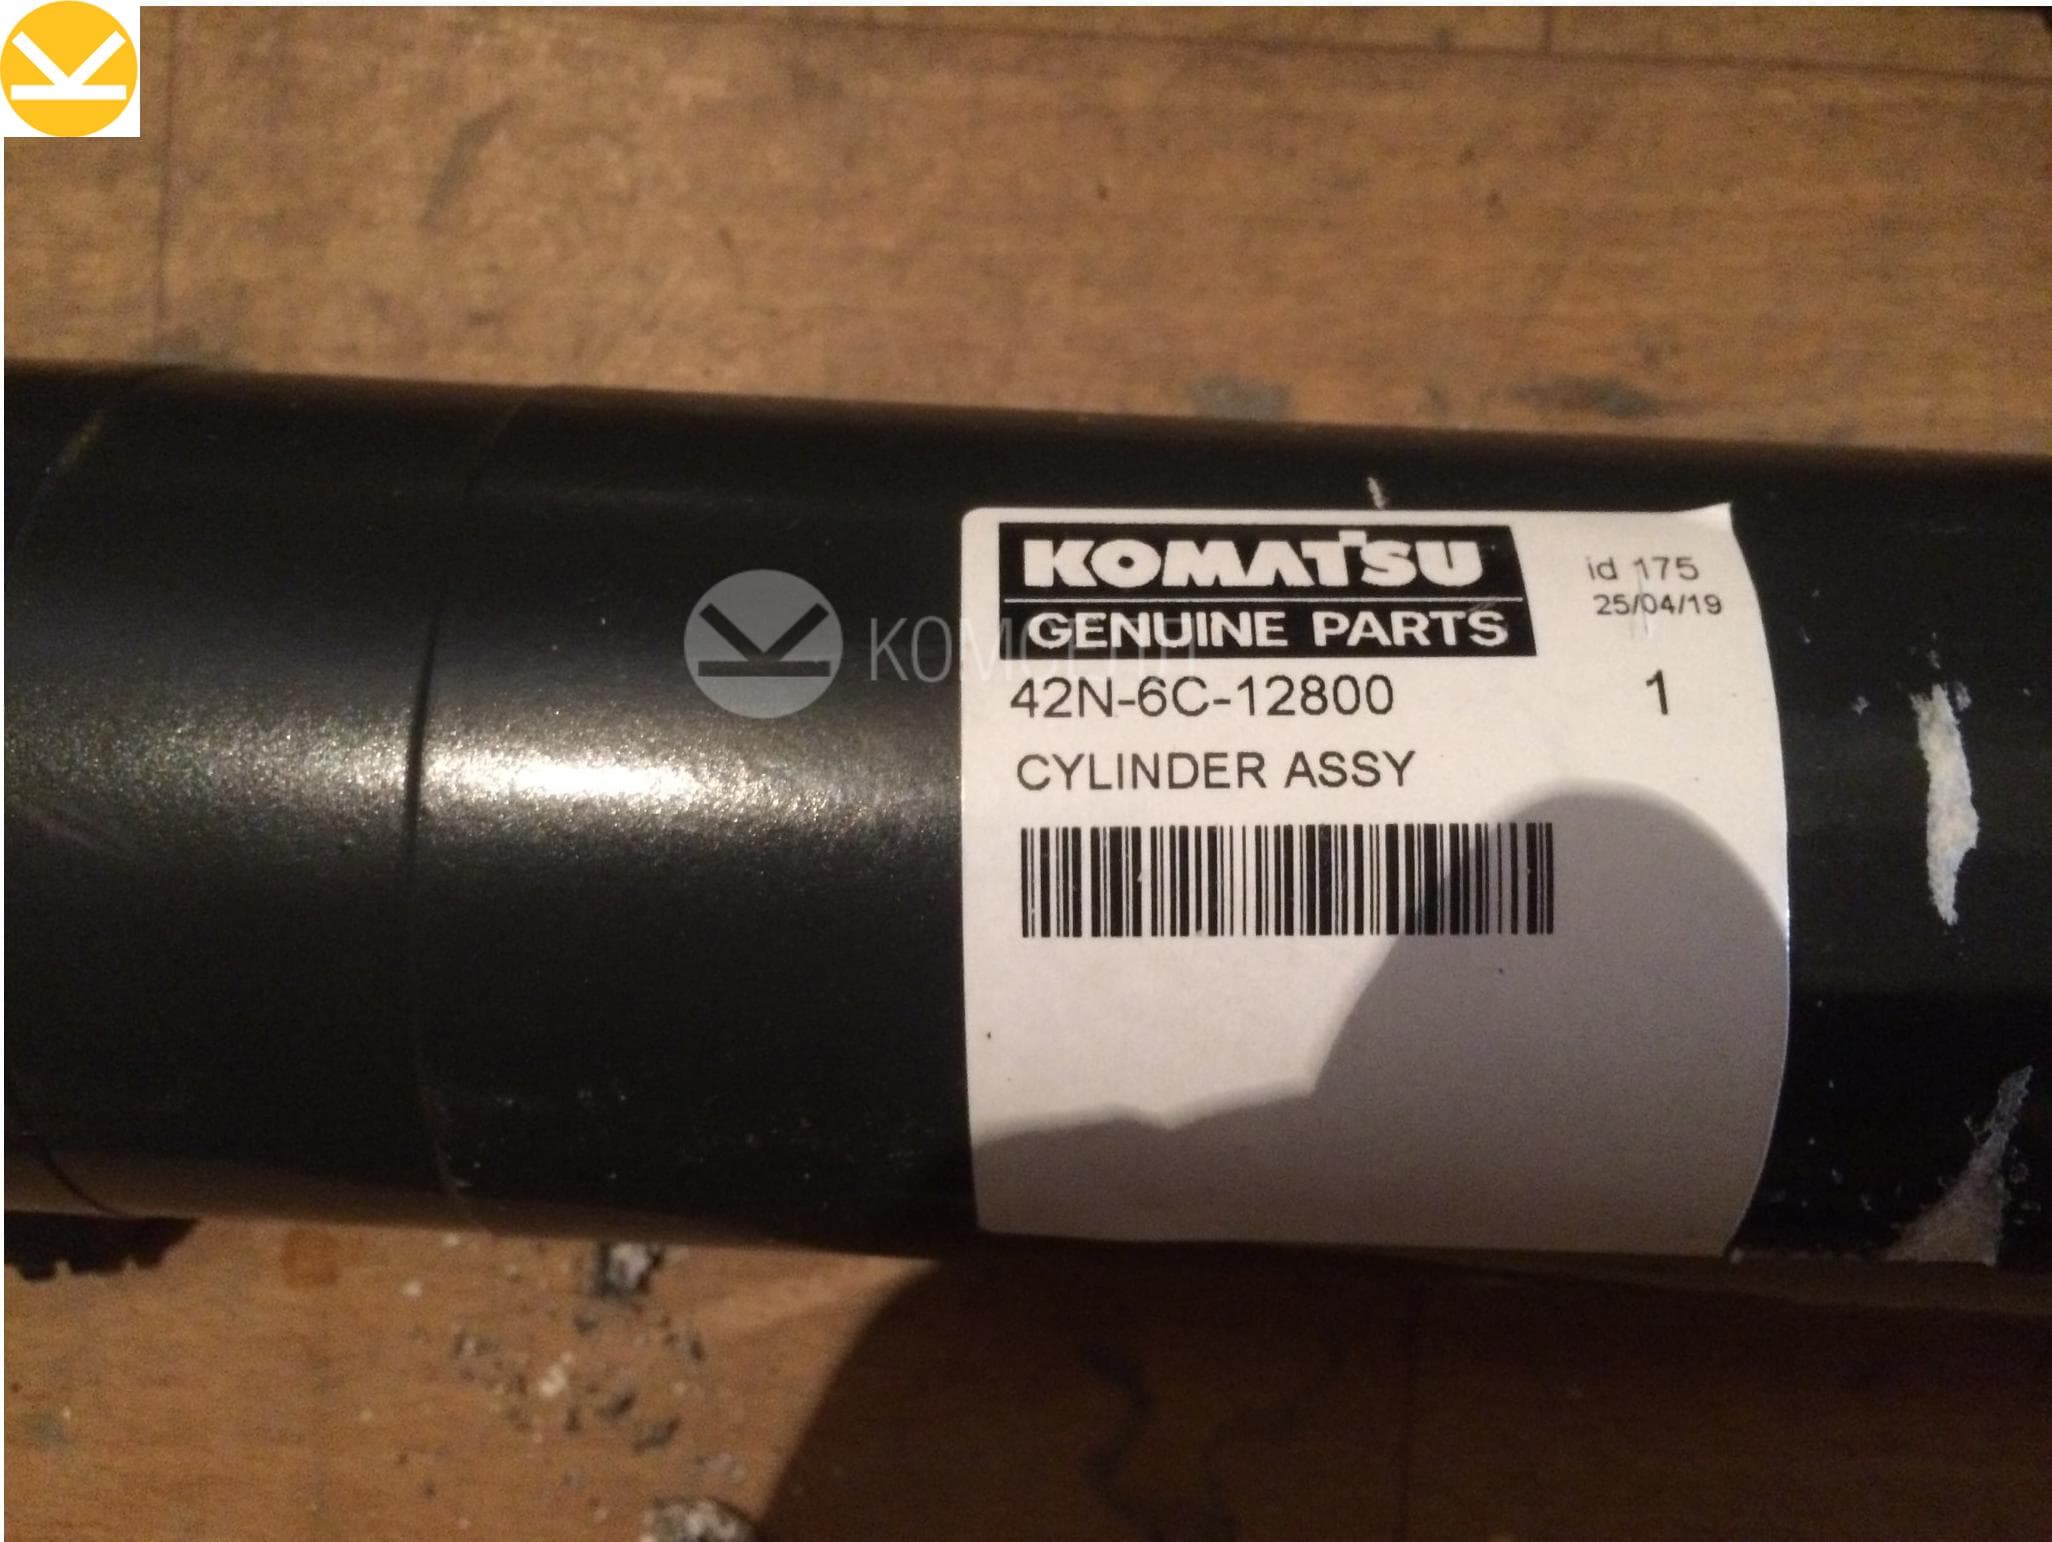 KOMATSU
GENUINE PARTS
id 175
25/04/19
42N-6C-12800
1
CYLINDER ASSY